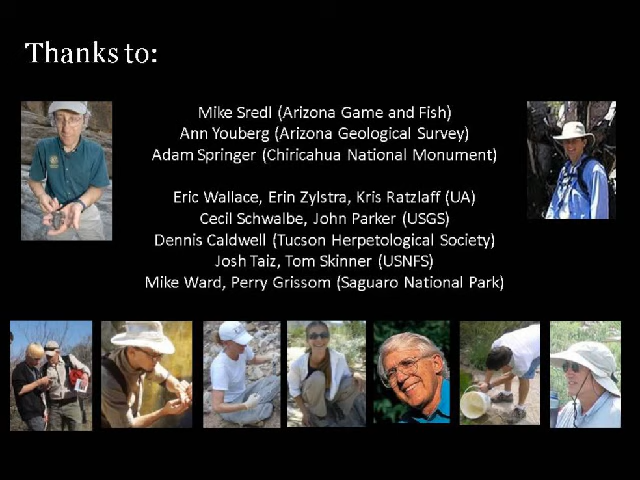 Thanks to:
Mike Sredl (Arizona Game and Fish)
Ann Youberg (Arizona Geological Survey)
Adam Springer (Chiricahua National Monument)
Eric Wallace, Erin Zylstra, Kris Ratzlaff (UA)
Cecil Schwalbe, John Parker (USGS)
Dennis Caldwell (Tucson Herpetological Society)
Josh Taiz, Tom Skinner (USNFS)
Mike Ward, Perry Grissom (Saguaro National Park)